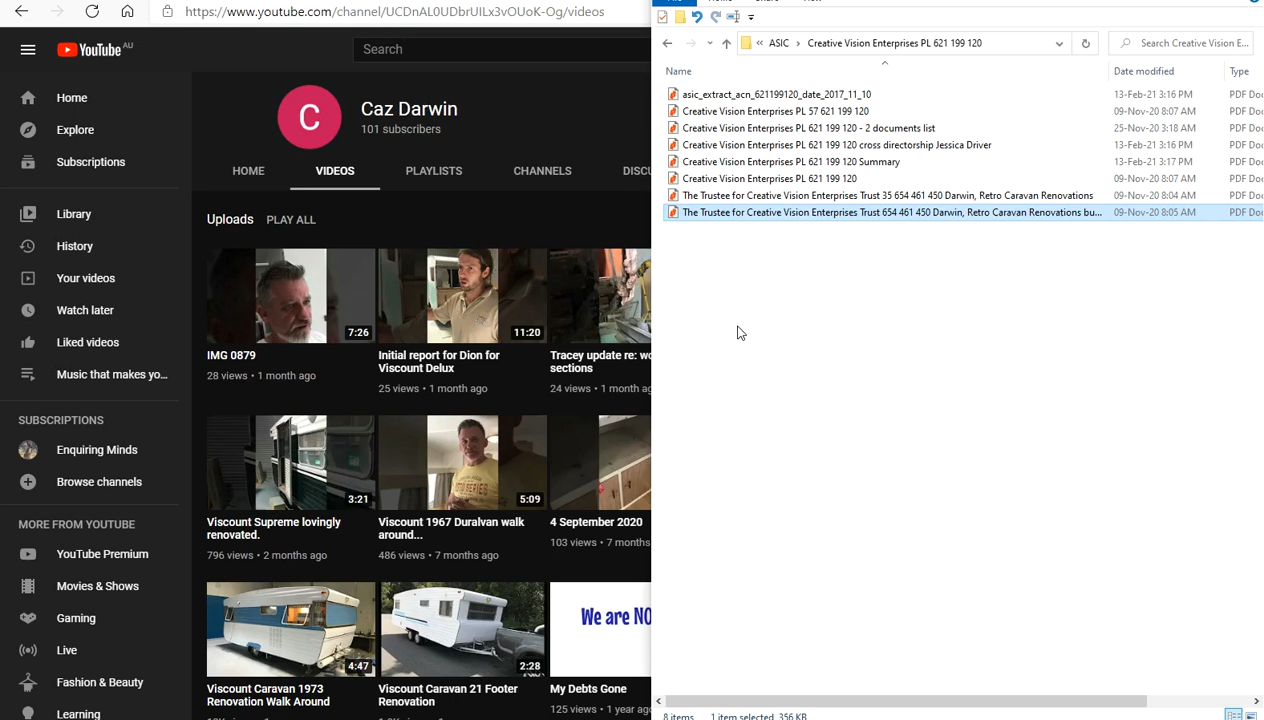 https://www.youtube.com/channel/UCDnAL0UDbrUILx3vOUoK-Og/videos
YouTube AU
Search
Home
Explore
Subscriptions
Library
History
Your videos
Watch later
Liked videos
Music that makes yo...
SUBSCRIPTIONS
Enquiring Minds
Browse channels
MORE FROM YOUTUBE
YouTube Premium
Movies & Shows
Gaming
Live
Fashion & Beauty
Learning
C
Caz Darwin
101 subscribers
HOME VIDEOS PLAYLISTS CHANNELS DISCU
Uploads PLAY ALL
7:26
11:20
IMG 0879
28 views • 1 month ago
Initial report for Dion for
Viscount Delux
25 views • 1 month ago
Tracey update re: wo
sections
24 views • 1 month ag
3:21
5:09
Viscount Supreme lovingly
renovated.
796 views • 2 months ago
Viscount 1967 Duralvan walk
around...
486 views • 7 months ago
4 September 2020
103 views • 7 months
4:47
2:28
We are NO
Viscount Caravan 1973
Renovation Walk Around
Viscount Caravan 21 Footer
Renovation
My Debts Gone
125 views • 1 year ag
« ASIC › Creative Vision Enterprises PL 621 199 120
Search Creative Vision E...
Name Date modified Type
asic_extract_acn_621199120_date_2017_11_10 13-Feb-21 3:16 PM PDF Doc
Creative Vision Enterprises PL 57 621 199 120 09-Nov-20 8:07 AM PDF Doc
Creative Vision Enterprises PL 621 199 120 - 2 documents list 25-Nov-20 3:18 AM PDF Doc
Creative Vision Enterprises PL 621 199 120 cross directorship Jessica Driver 13-Feb-21 3:16 PM PDF Doc
Creative Vision Enterprises PL 621 199 120 Summary 13-Feb-21 3:17 PM PDF Doc
Creative Vision Enterprises PL 621 199 120 09-Nov-20 8:07 AM PDF Doc
The Trustee for Creative Vision Enterprises Trust 35 654 461 450 Darwin, Retro Caravan Renovations 09-Nov-20 8:04 AM PDF Doc
The Trustee for Creative Vision Enterprises Trust 654 461 450 Darwin, Retro Caravan Renovations bu... 09-Nov-20 8:05 AM PDF Doc
8 items 1 item selected 356 KB